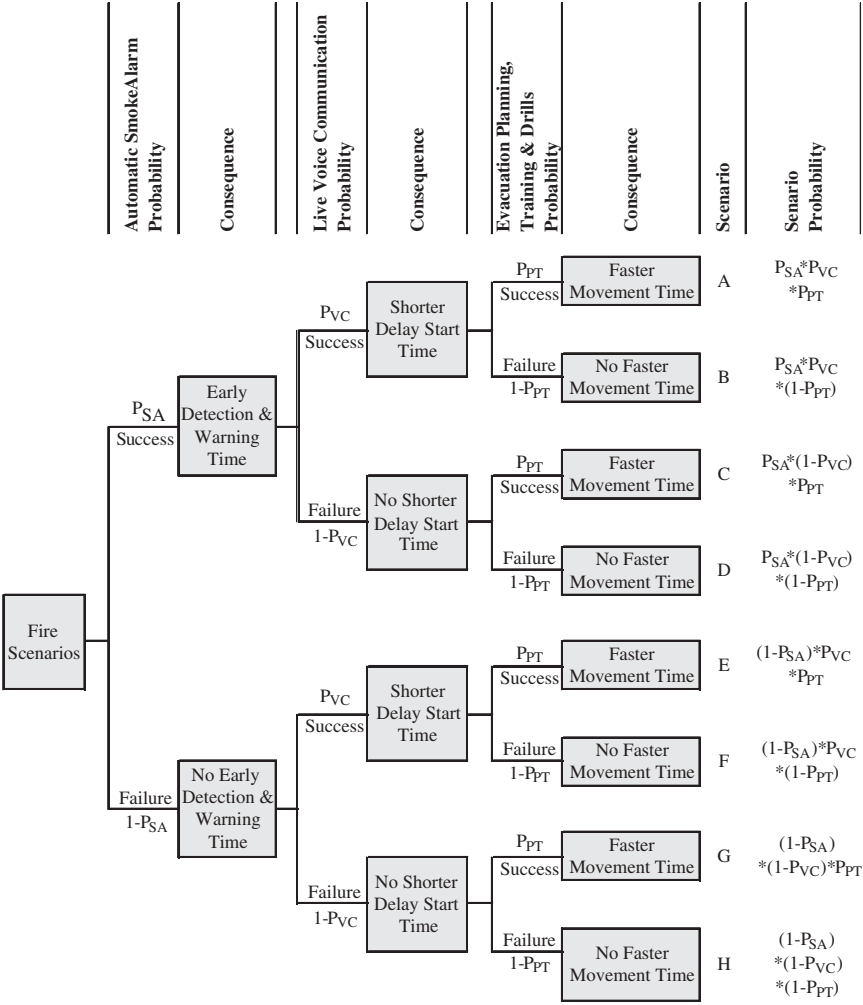 Automatic SmokeAlarm
Probability
Consequence
Live Voice Communication
Probability
Consequence
Evacuation Planning,
Training & Drills
Probability
Consequence
Scenario
Senario
Probability
Fire
Scenarios
PSA
Success
Early
Detection &
Warning
Time
PVC
Success
Shorter
Delay Start
Time
PPT
Success
Faster
Movement Time
A
PSA*PVC
*PPT
Failure
1-PPT
No Faster
Movement Time
B
PSA*PVC
*(1-PPT)
Failure
1-PVC
No Shorter
Delay Start
Time
PPT
Success
Faster
Movement Time
C
PSA*(1-PVC)
*PPT
Failure
1-PPT
No Faster
Movement Time
D
PSA*(1-PVC)
*(1-PPT)
Failure
1-PSA
No Early
Detection &
Warning
Time
PVC
Success
Shorter
Delay Start
Time
PPT
Success
Faster
Movement Time
E
(1-PSA)*PVC
*PPT
Failure
1-PPT
No Faster
Movement Time
F
(1-PSA)*PVC
*(1-PPT)
Failure
1-PVC
No Shorter
Delay Start
Time
PPT
Success
Faster
Movement Time
G
(1-PSA)
*(1-PVC)*PPT
Failure
1-PPT
No Faster
Movement Time
H
(1-PSA)
*(1-PVC)
*(1-PPT)